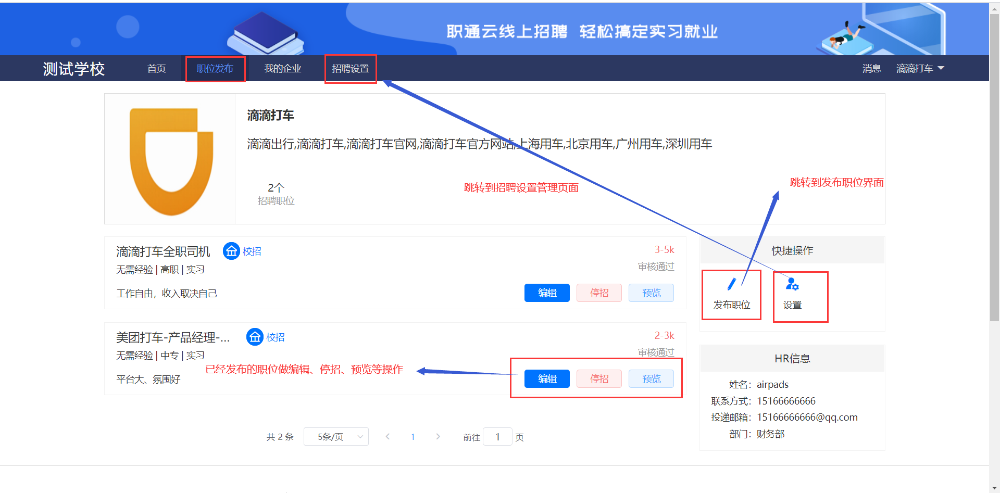 职通云线上招聘 轻松搞定实习就业
测试学校 首页 职位发布 我的企业 招聘设置 消息 滴滴打车
滴滴打车
滴滴出行,滴滴打车,滴滴打车官网,滴滴打车官方网站,上海用车,北京用车,广州用车,深圳用车
2个
招聘职位
跳转到招聘设置管理页面
跳转到发布职位界面
滴滴打车全职司机 校招 3-5k
无需经验 | 高职 | 实习 审核通过
工作自由，收入取决自己 编辑 停招 预览
美团打车-产品经理-... 校招 2-3k
无需经验 | 中专 | 实习 审核通过
已经发布的职位做编辑、停招、预览等操作
平台大、氛围好 编辑 停招 预览
共 2 条 5条/页 1 前往 1 页
快捷操作
发布职位 设置
HR信息
姓名：airpads
联系方式：15166666666
投递邮箱：15166666666@qq.com
部门：财务部